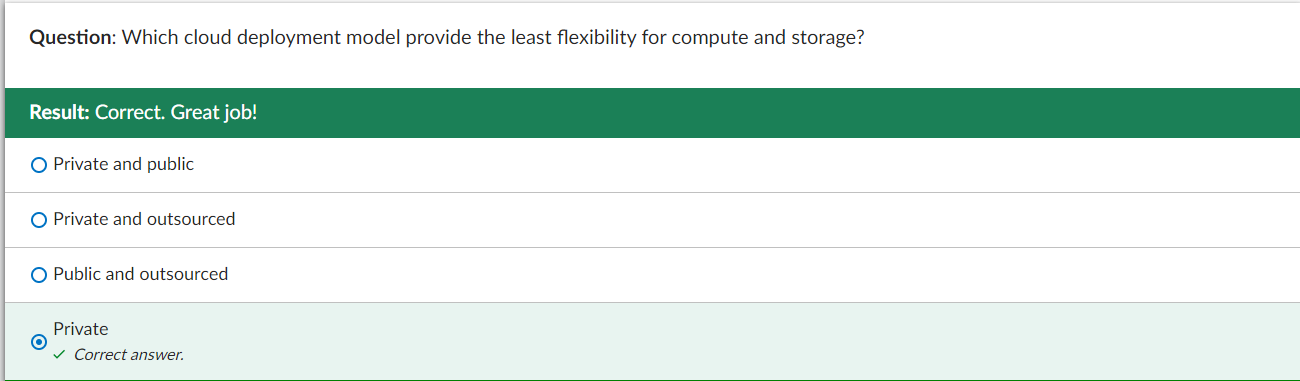 Question: Which cloud deployment model provide the least flexibility for compute and storage?
Result: Correct. Great job!
Private and public
Private and outsourced
Public and outsourced
Private
✓ Correct answer.